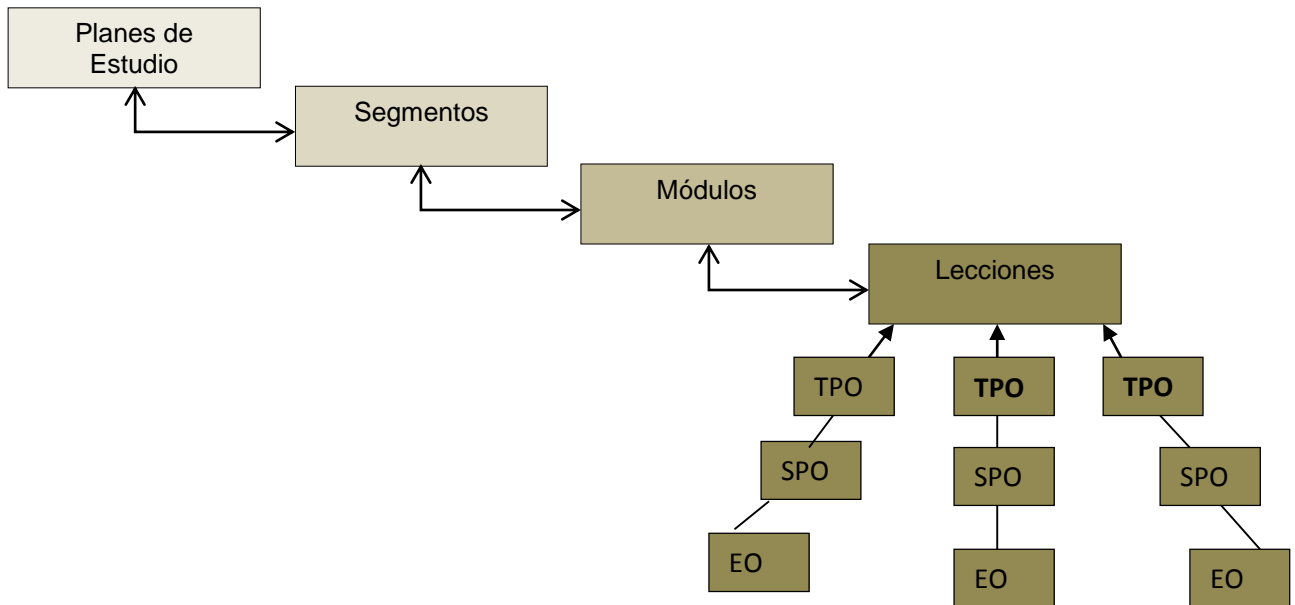 Planes de
Estudio
Segmentos
Módulos
Lecciones
TPO
TPO
TPO
SPO
SPO
SPO
EO
EO
EO